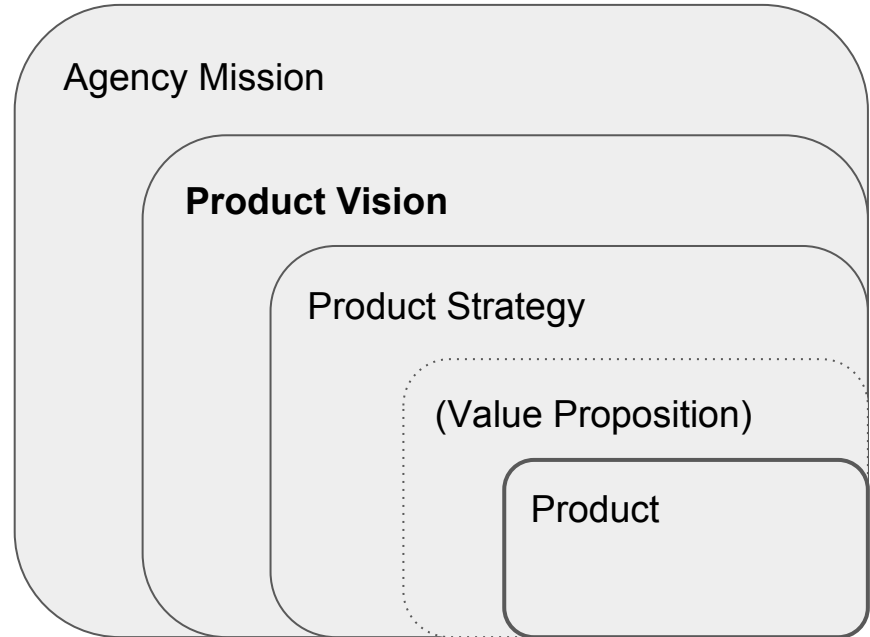 Agency Mission
Product Vision
Product Strategy
(Value Proposition)
Product